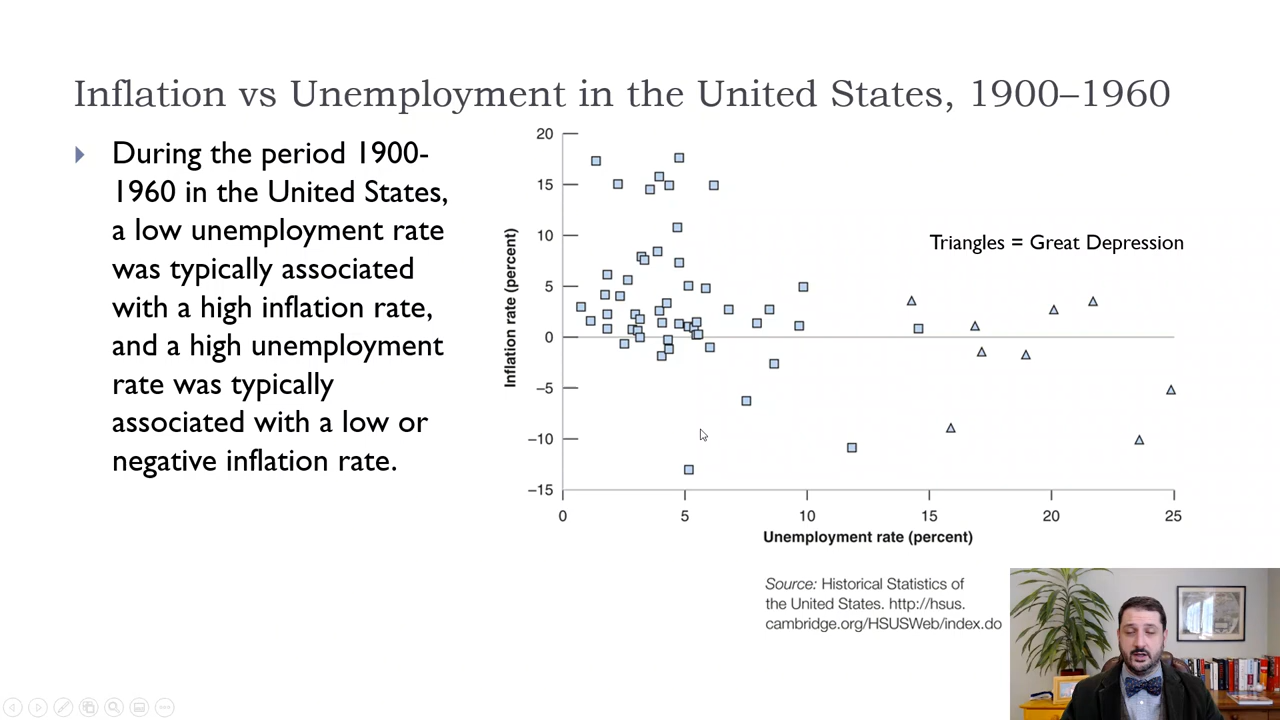 Inflation vs Unemployment in the United States, 1900–1960
During the period 1900-
1960 in the United States,
a low unemployment rate
was typically associated
with a high inflation rate,
and a high unemployment
rate was typically
associated with a low or
negative inflation rate.
20
15
10
5
0
−5
−10
−15
Inflation rate (percent)
Triangles = Great Depression
0 5 10 15 20 25
Unemployment rate (percent)
Source: Historical Statistics of
the United States. http://hsus.
cambridge.org/HSUSWeb/index.do